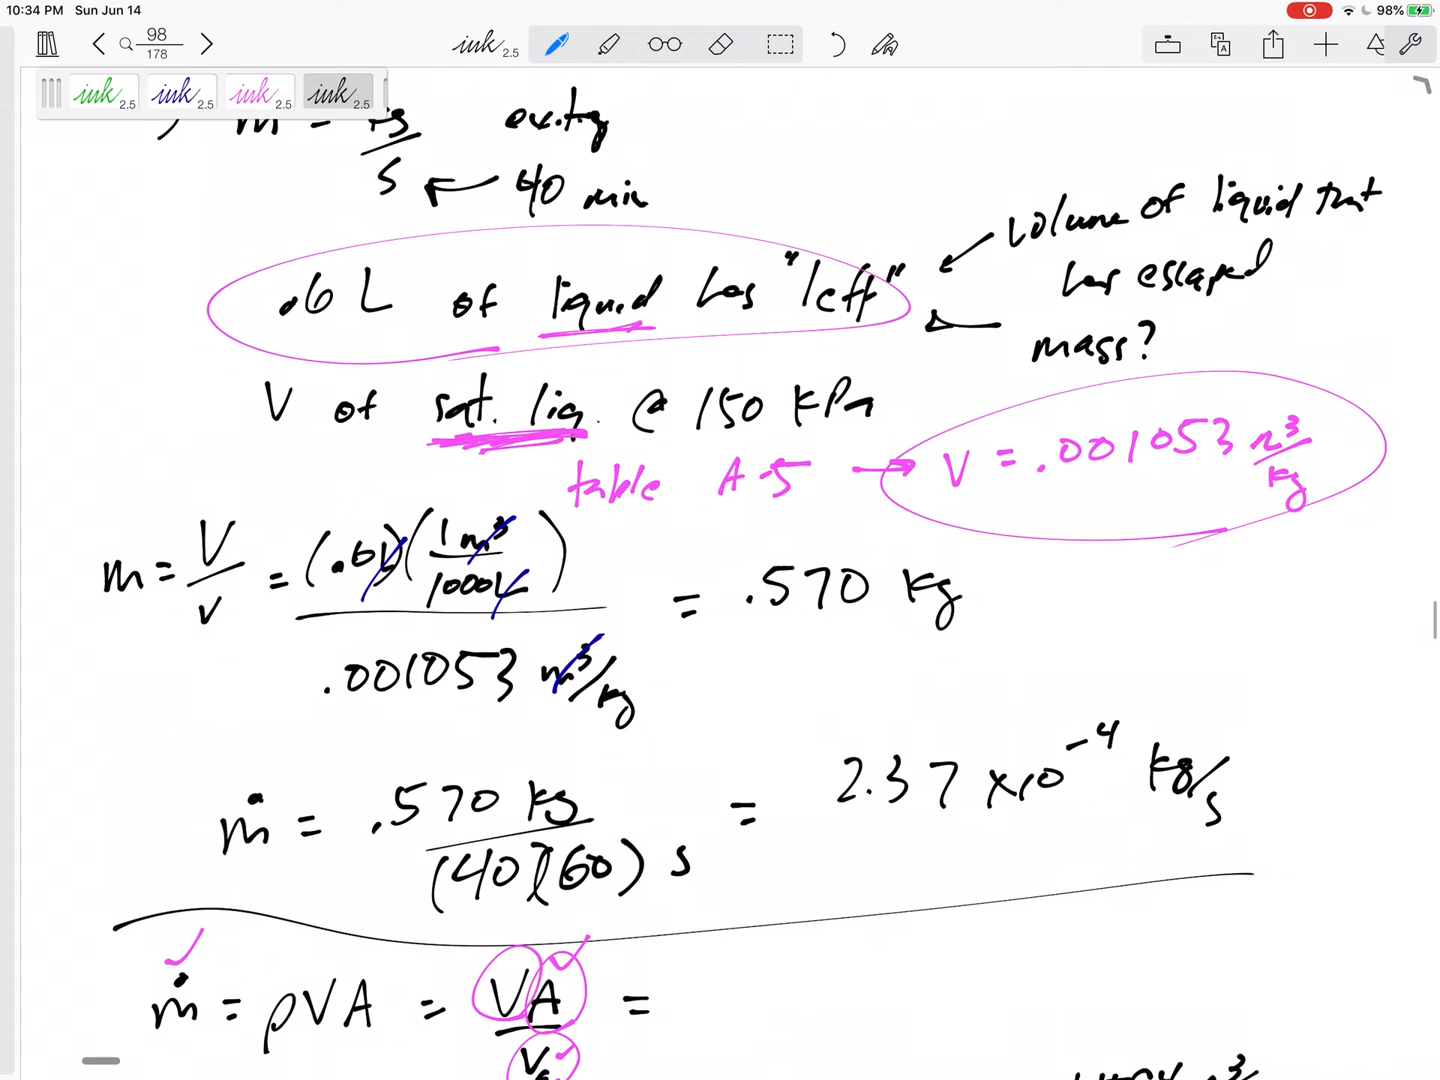 10:34 PM Sun Jun 14
98%
98
178
ink 2.5
ink 2.5 ink 2.5 ink 2.5 ink 2.5
ṁ = kg/s exiting
← 40 min
.6 L of liquid has "left"
← volume of liquid that has escaped
← mass?
V of sat. liq. @ 150 kPa
table A-5 → v = .001053 m³/kg
m = V/v = (.6L)(1 m³/1000L) / .001053 m³/kg = .570 kg
ṁ = .570 kg / (40)(60) s = 2.37 x10⁻⁴ kg/s
ṁ = ρVA = VA/v =